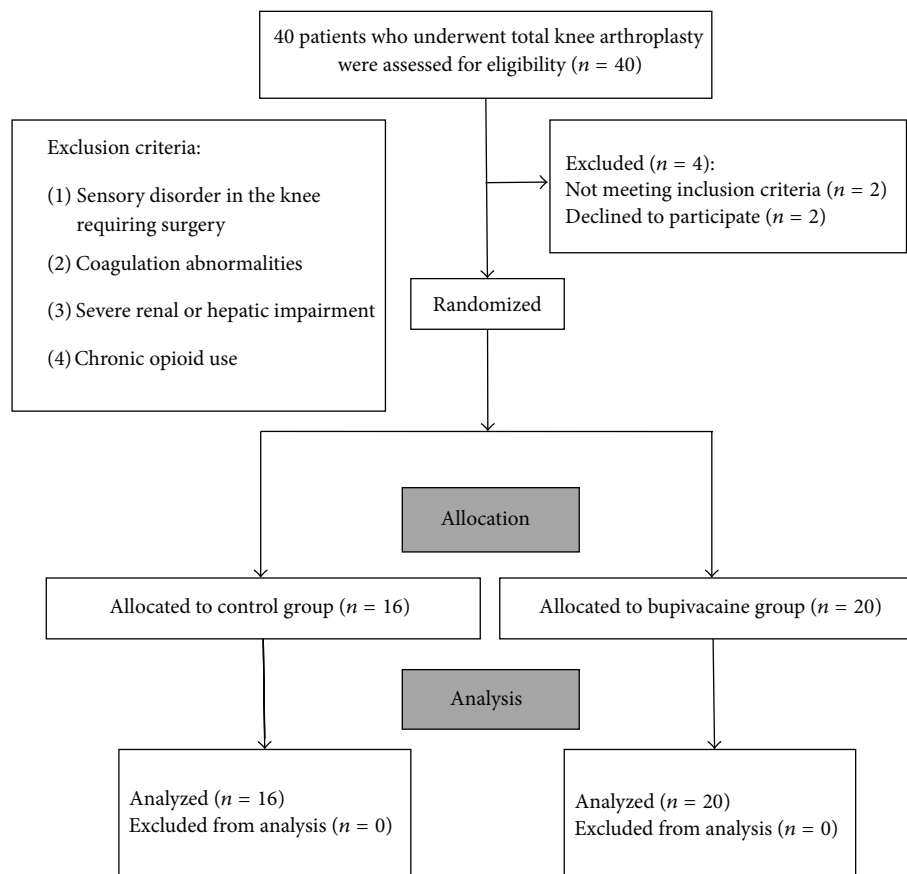 40 patients who underwent total knee arthroplasty
were assessed for eligibility (n = 40)
Exclusion criteria:
(1) Sensory disorder in the knee
requiring surgery
(2) Coagulation abnormalities
(3) Severe renal or hepatic impairment
(4) Chronic opioid use
Excluded (n = 4):
Not meeting inclusion criteria (n = 2)
Declined to participate (n = 2)
Randomized
Allocation
Allocated to control group (n = 16)
Allocated to bupivacaine group (n = 20)
Analysis
Analyzed (n = 16)
Excluded from analysis (n = 0)
Analyzed (n = 20)
Excluded from analysis (n = 0)